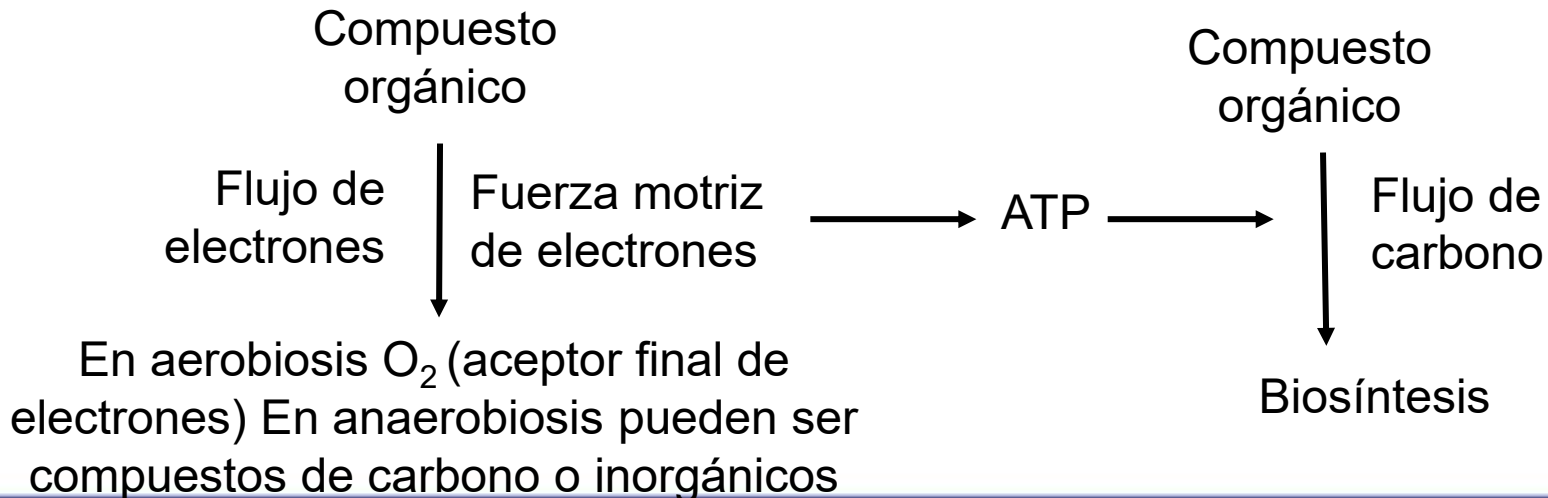 Compuesto
orgánico
Flujo de
electrones
Fuerza motriz
de electrones
En aerobiosis O₂ (aceptor final de
electrones) En anaerobiosis pueden ser
compuestos de carbono o inorgánicos
ATP
Compuesto
orgánico
Flujo de
carbono
Biosíntesis